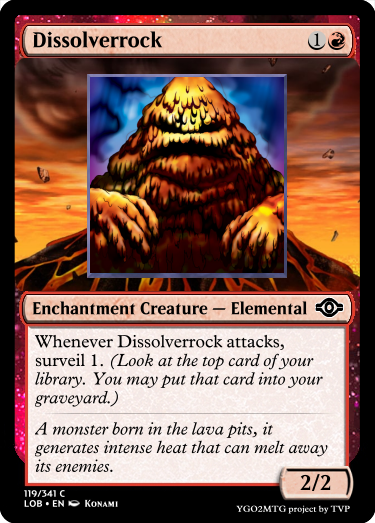 Dissolverrock 1
Enchantment Creature — Elemental
Whenever Dissolverrock attacks,
surveil 1. (Look at the top card of your
library. You may put that card into your
graveyard.)
A monster born in the lava pits, it
generates intense heat that can melt away
its enemies.
2/2
119/341 C
LOB • EN Konami
YGO2MTG project by TVP